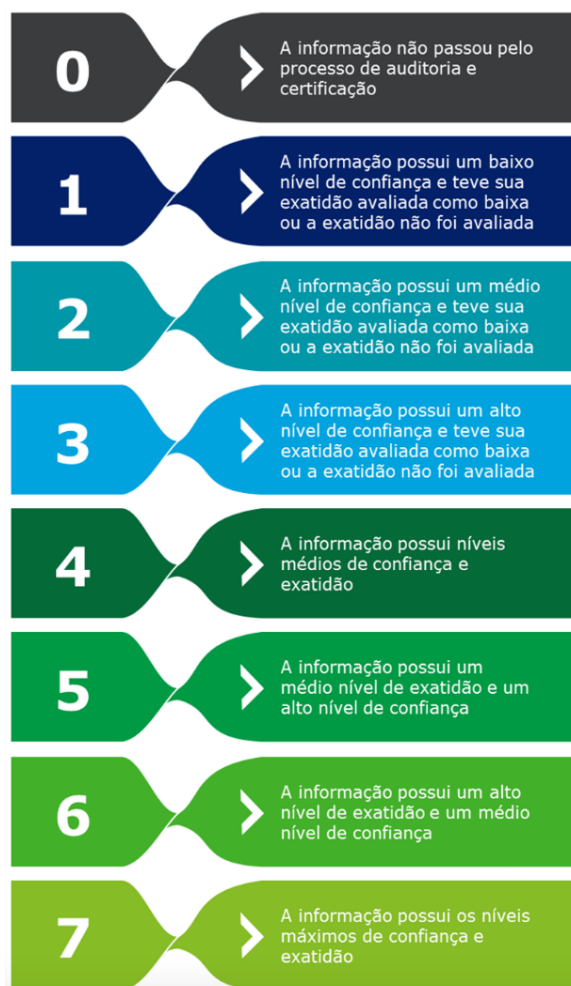 0
A informação não passou pelo
processo de auditoria e
certificação
1
A informação possui um baixo
nível de confiança e teve sua
exatidão avaliada como baixa
ou a exatidão não foi avaliada
2
A informação possui um médio
nível de confiança e teve sua
exatidão avaliada como baixa
ou a exatidão não foi avaliada
3
A informação possui um alto
nível de confiança e teve sua
exatidão avaliada como baixa
ou a exatidão não foi avaliada
4
A informação possui níveis
médios de confiança e
exatidão
5
A informação possui um
médio nível de exatidão e um
alto nível de confiança
6
A informação possui um alto
nível de exatidão e um médio
nível de confiança
7
A informação possui os níveis
máximos de confiança e
exatidão